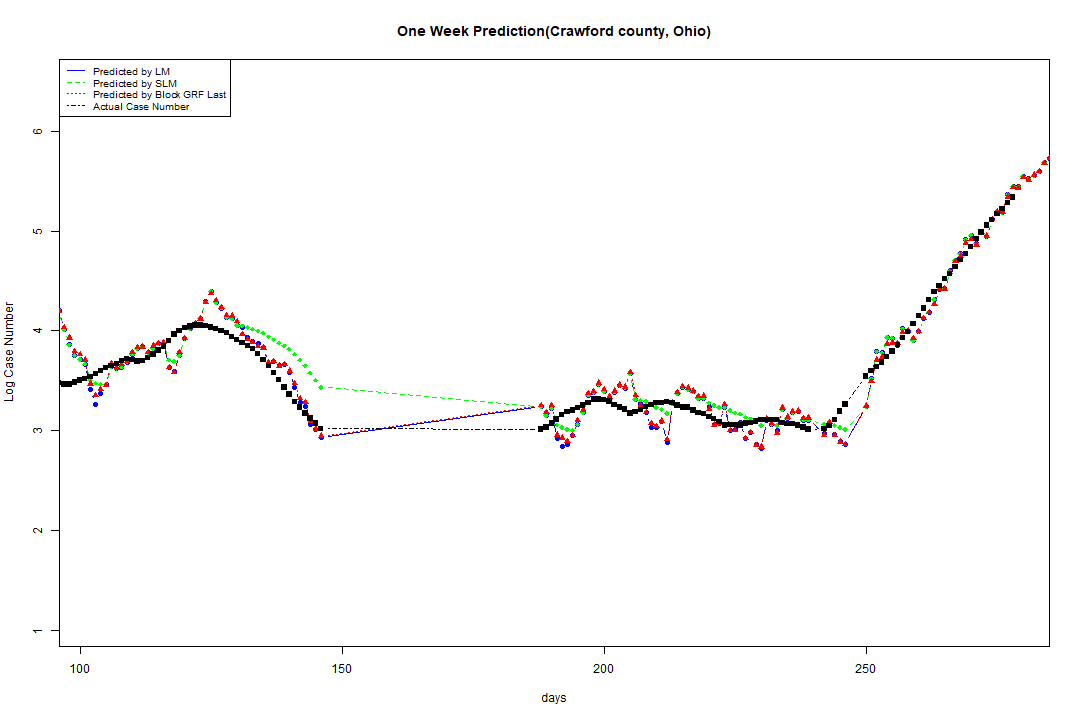 One Week Prediction(Crawford county, Ohio)
Predicted by LM
Predicted by SLM
Predicted by Block GRF Last
Actual Case Number
6
5
4
3
2
1
Log Case Number
100 150 200 250
days